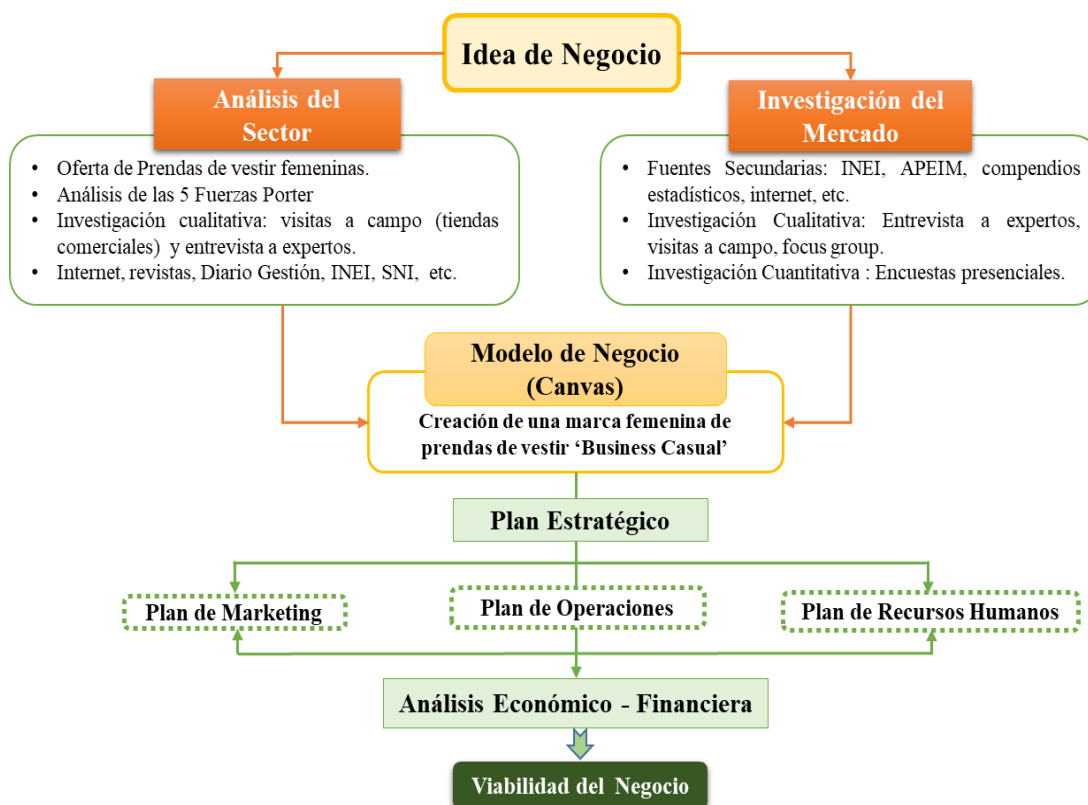 Idea de Negocio
Análisis del
Sector
• Oferta de Prendas de vestir femeninas.
• Análisis de las 5 Fuerzas Porter
• Investigación cualitativa: visitas a campo (tiendas
comerciales) y entrevista a expertos.
• Internet, revistas, Diario Gestión, INEI, SNI, etc.
Investigación del
Mercado
• Fuentes Secundarias: INEI, APEIM, compendios
estadísticos, internet, etc.
• Investigación Cualitativa: Entrevista a expertos,
visitas a campo, focus group.
• Investigación Cuantitativa : Encuestas presenciales.
Modelo de Negocio
(Canvas)
Creación de una marca femenina de
prendas de vestir ‘Business Casual’
Plan Estratégico
Plan de Marketing
Plan de Operaciones
Plan de Recursos Humanos
Análisis Económico - Financiera
Viabilidad del Negocio